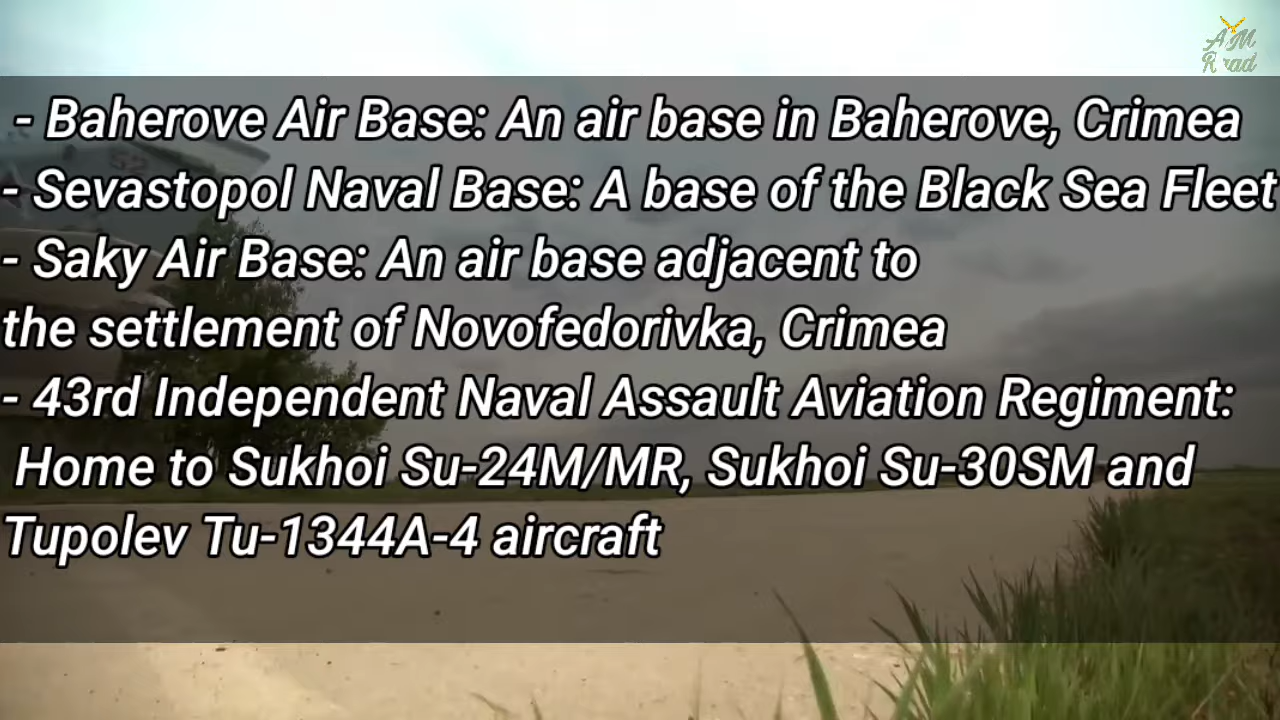 AM
R rad
- Baherove Air Base: An air base in Baherove, Crimea
- Sevastopol Naval Base: A base of the Black Sea Fleet
- Saky Air Base: An air base adjacent to
the settlement of Novofedorivka, Crimea
- 43rd Independent Naval Assault Aviation Regiment:
Home to Sukhoi Su-24M/MR, Sukhoi Su-30SM and
Tupolev Tu-1344A-4 aircraft